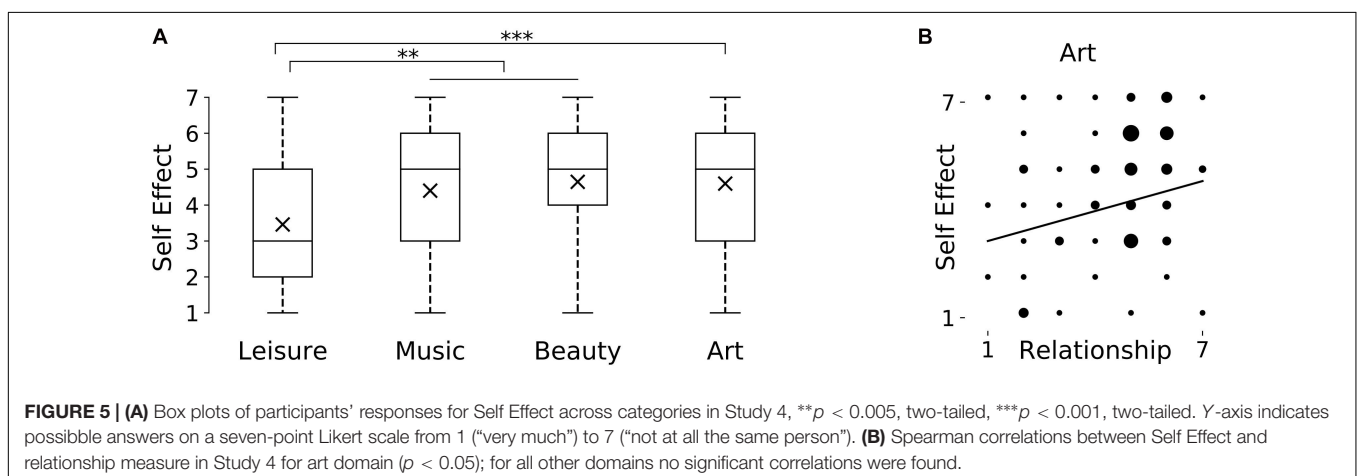 A
***
**
7
6
5
4
3
2
1
Self Effect
Leisure Music Beauty Art
B
Art
7
1
Self Effect
1 Relationship 7
FIGURE 5 | (A) Box plots of participants’ responses for Self Effect across categories in Study 4, **p < 0.005, two-tailed, ***p < 0.001, two-tailed. Y-axis indicates
possibble answers on a seven-point Likert scale from 1 (“very much”) to 7 (“not at all the same person”). (B) Spearman correlations between Self Effect and
relationship measure in Study 4 for art domain (p < 0.05); for all other domains no significant correlations were found.